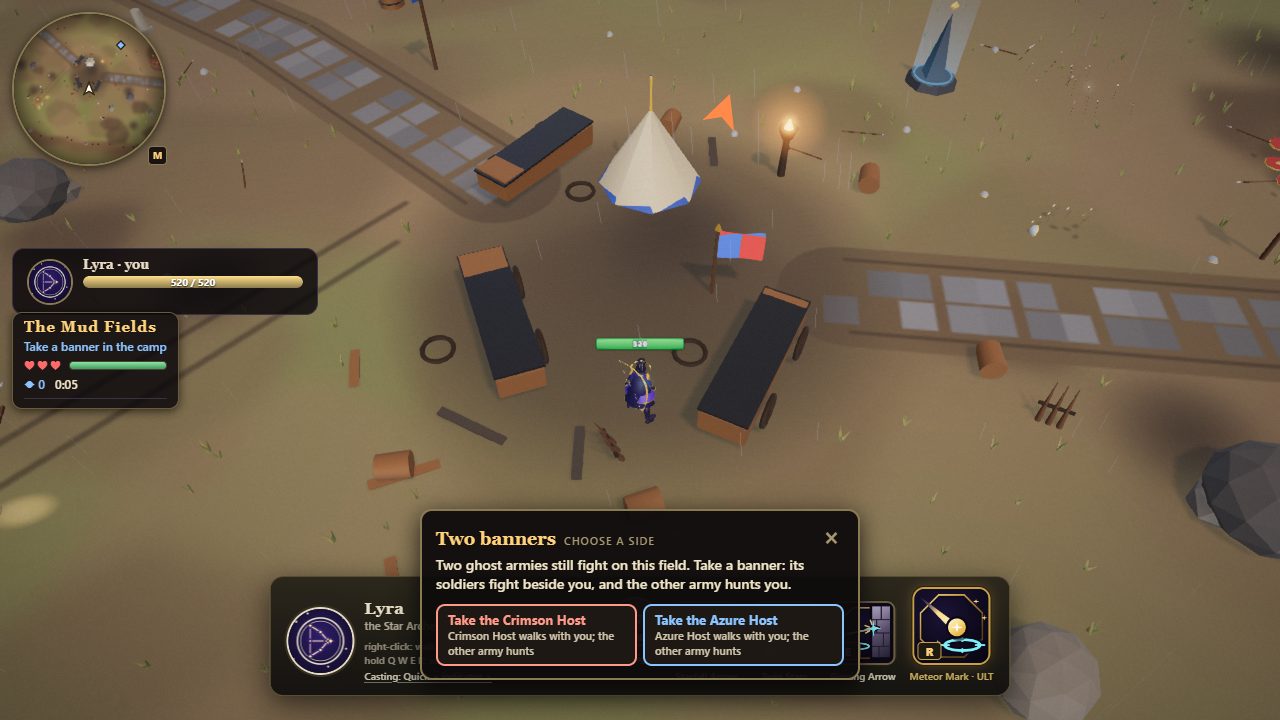 M
Lyra · you
520 / 520
The Mud Fields
Take a banner in the camp
0 0:05
520
Two banners CHOOSE A SIDE
Two ghost armies still fight on this field. Take a banner: its
soldiers fight beside you, and the other army hunts you.
Take the Crimson Host
Crimson Host walks with you; the
other army hunts
Take the Azure Host
Azure Host walks with you; the
other army hunts
Lyra
the Star
right-click:
hold Q W E
Casting:
Arrow
R
Meteor Mark · ULT